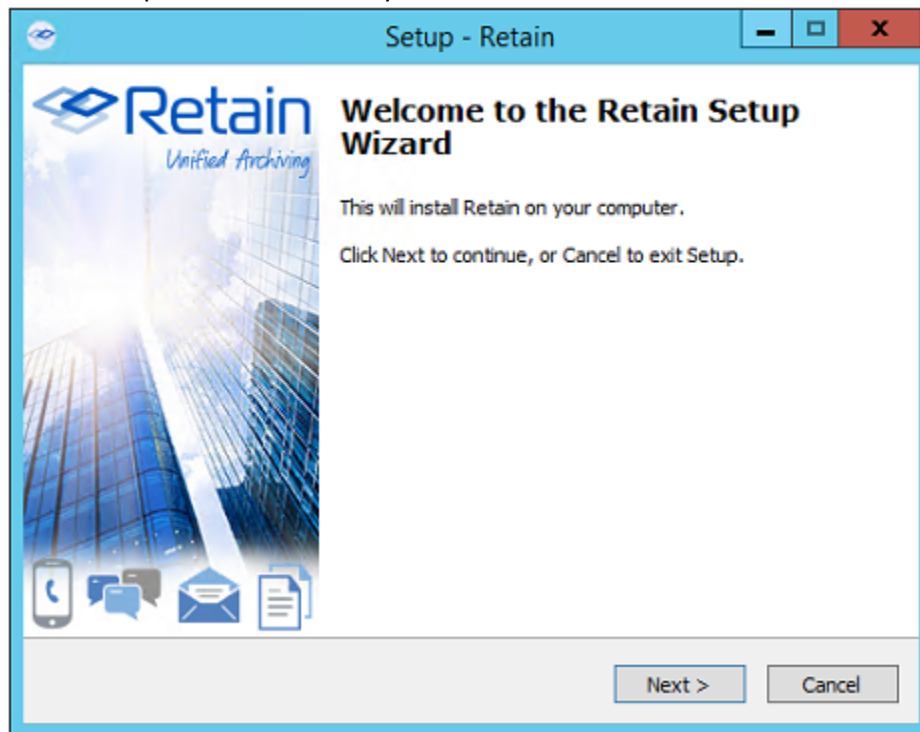 Setup - Retain
Retain
Unified Archiving
Welcome to the Retain Setup
Wizard
This will install Retain on your computer.
Click Next to continue, or Cancel to exit Setup.
Next >
Cancel